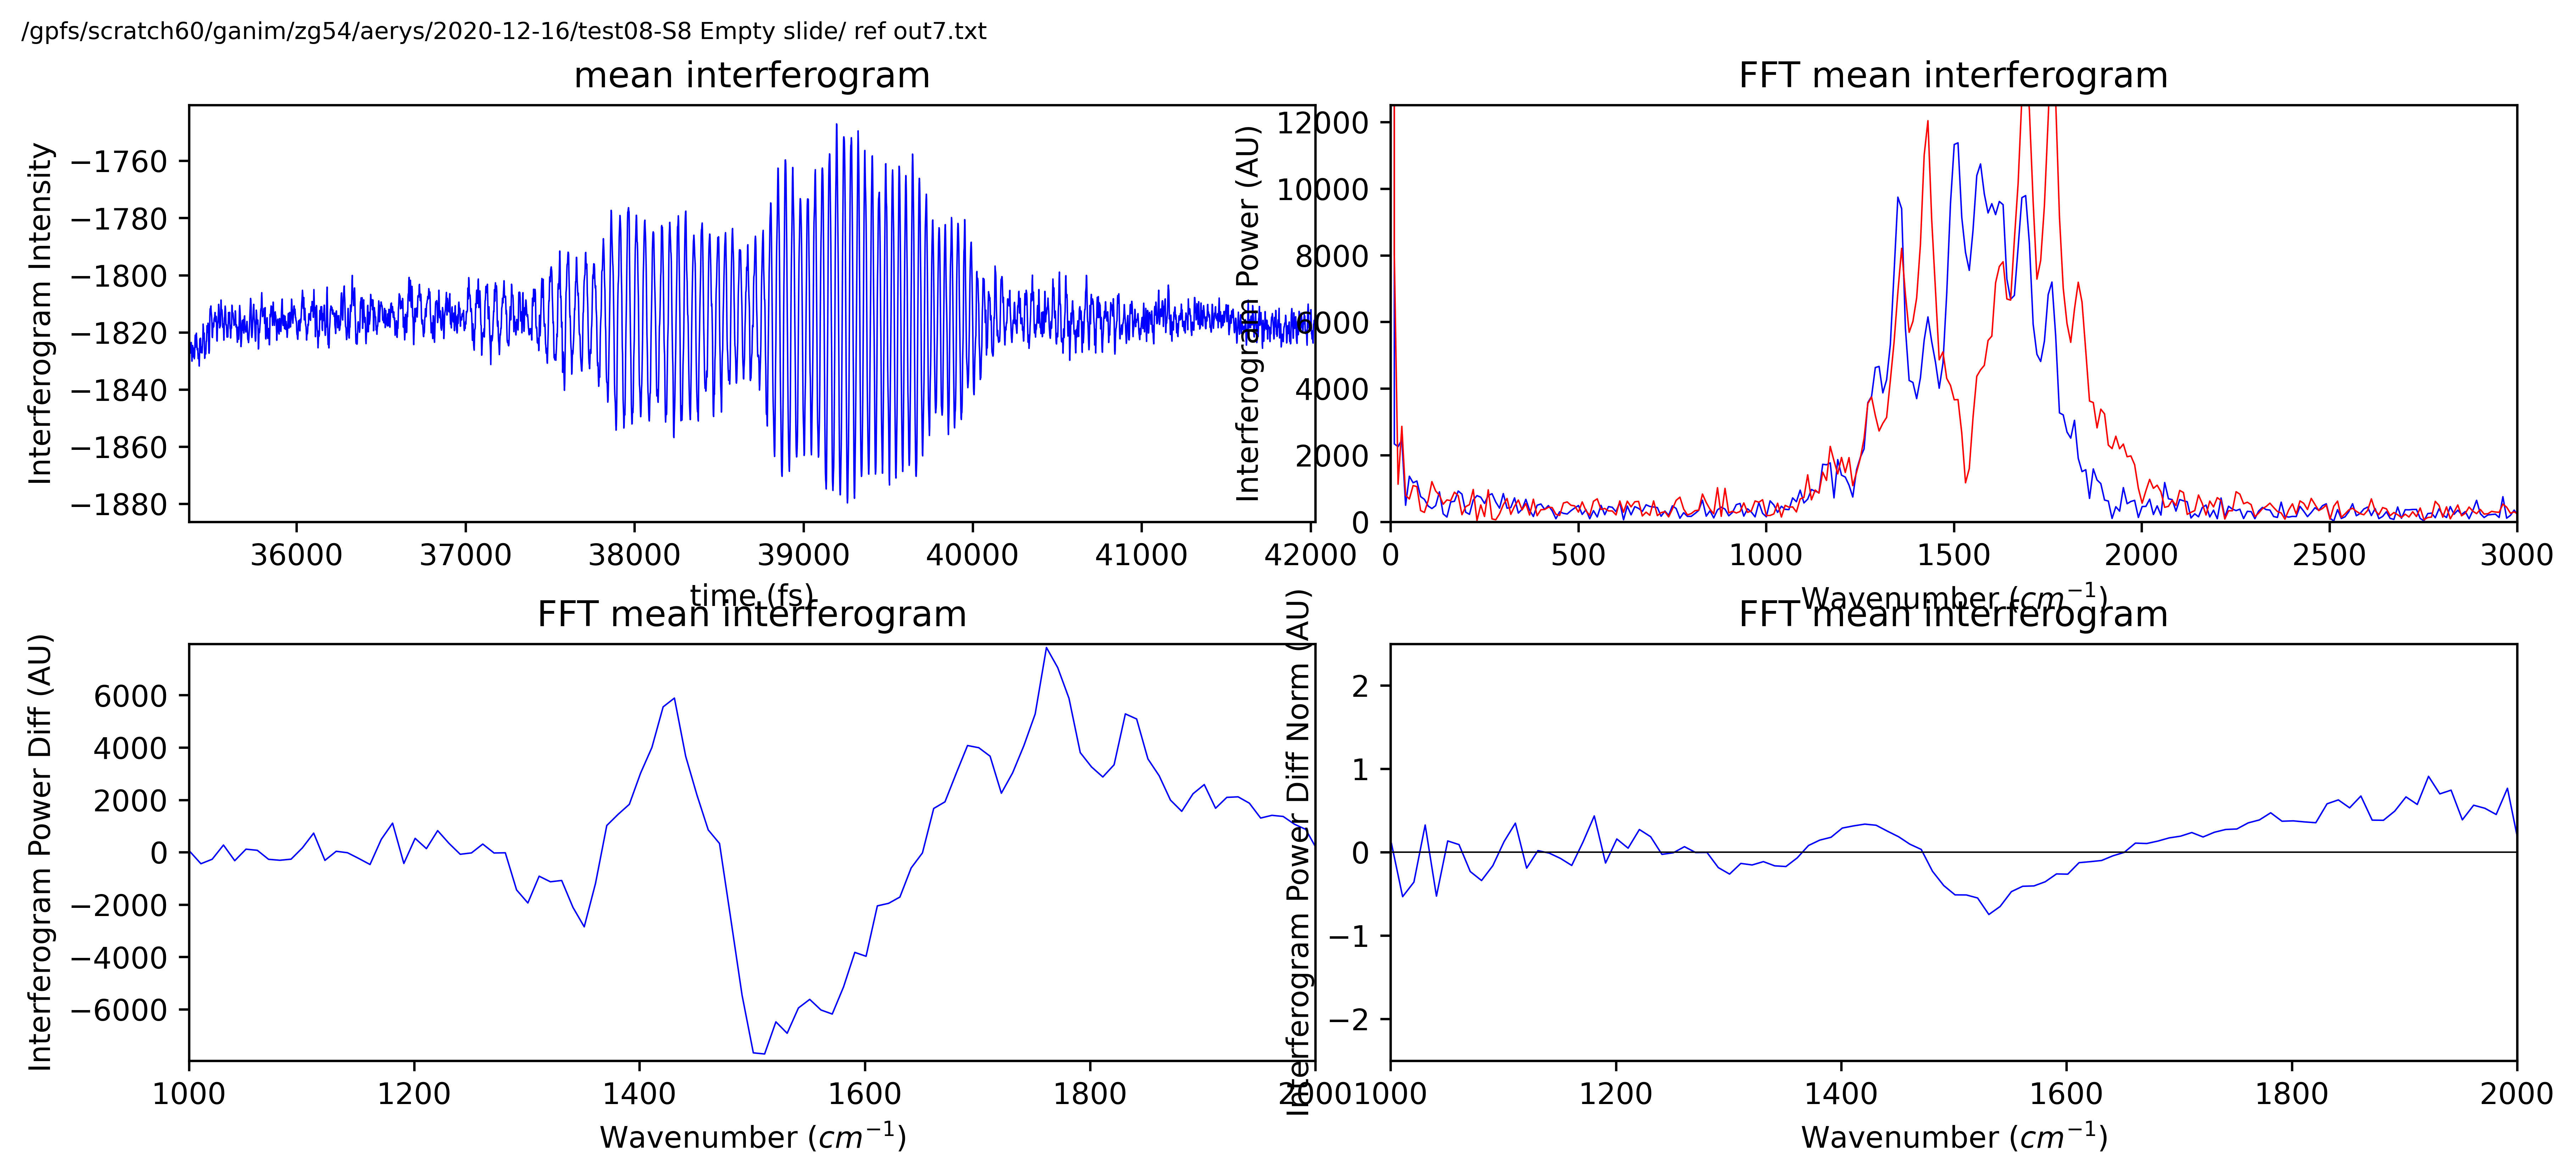 /gpfs/scratch60/ganim/zg54/aerys/2020-12-16/test08-S8 Empty slide/ ref out7.txt
mean interferogram
Interferogram Intensity
−1760
−1780
−1800
−1820
−1840
−1860
−1880
36000 37000 38000 39000 40000 41000 42000
time (fs)
FFT mean interferogram
Interferogram Power (AU)
12000
10000
8000
6000
4000
2000
0
0 500 1000 1500 2000 2500 3000
Wavenumber (cm⁻¹)
FFT mean interferogram
Interferogram Power Diff (AU)
6000
4000
2000
0
−2000
−4000
−6000
1000 1200 1400 1600 1800 2000
Wavenumber (cm⁻¹)
FFT mean interferogram
Interferogram Power Diff Norm (AU)
2
1
0
−1
−2
1000 1200 1400 1600 1800 2000
Wavenumber (cm⁻¹)